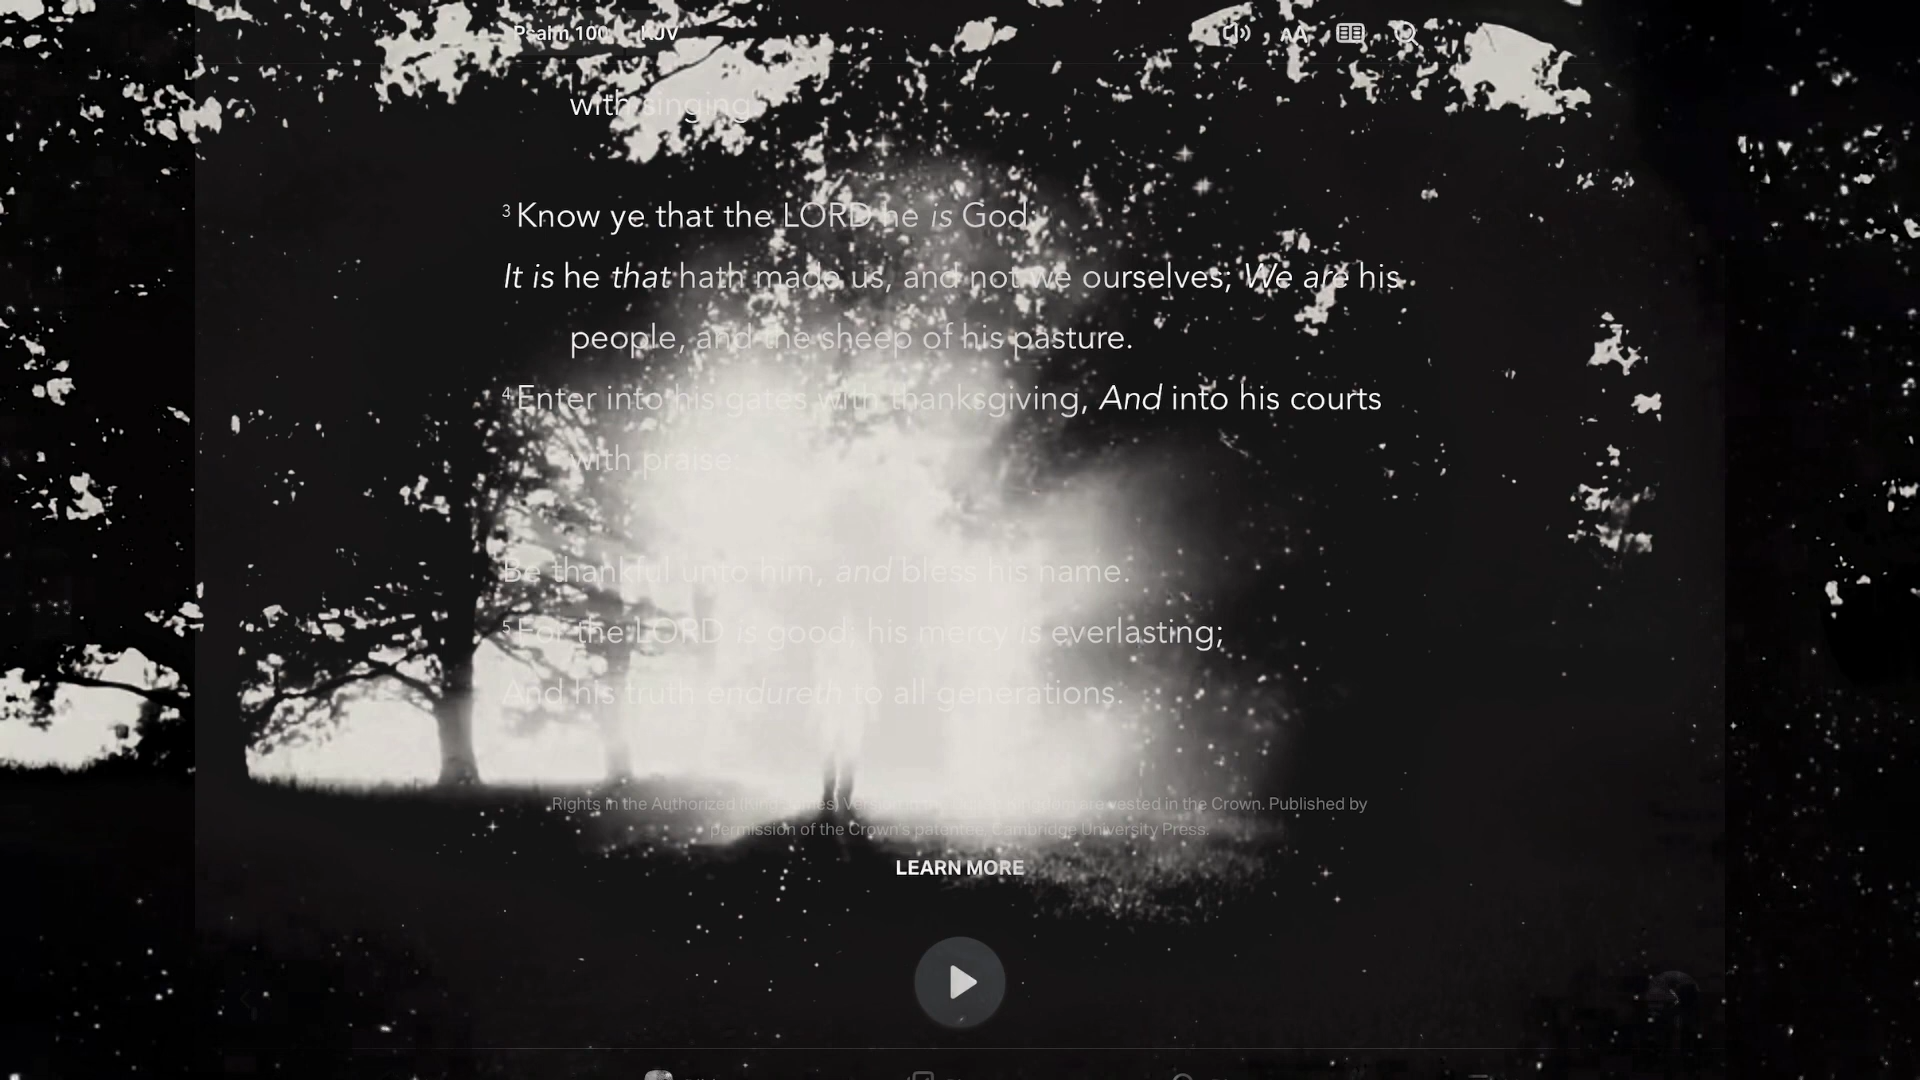 Psalm 100 KJV
AA
with singing.
3 Know ye that the LORD he is God:
It is he that hath made us, and not we ourselves; We are his
people, and the sheep of his pasture.
4 Enter into his gates with thanksgiving, And into his courts
with praise:
Be thankful unto him, and bless his name.
5 For the LORD is good; his mercy is everlasting;
And his truth endureth to all generations.
Rights in the Authorized (King James) Version in the United Kingdom are vested in the Crown. Published by
permission of the Crown's patentee, Cambridge University Press.
LEARN MORE